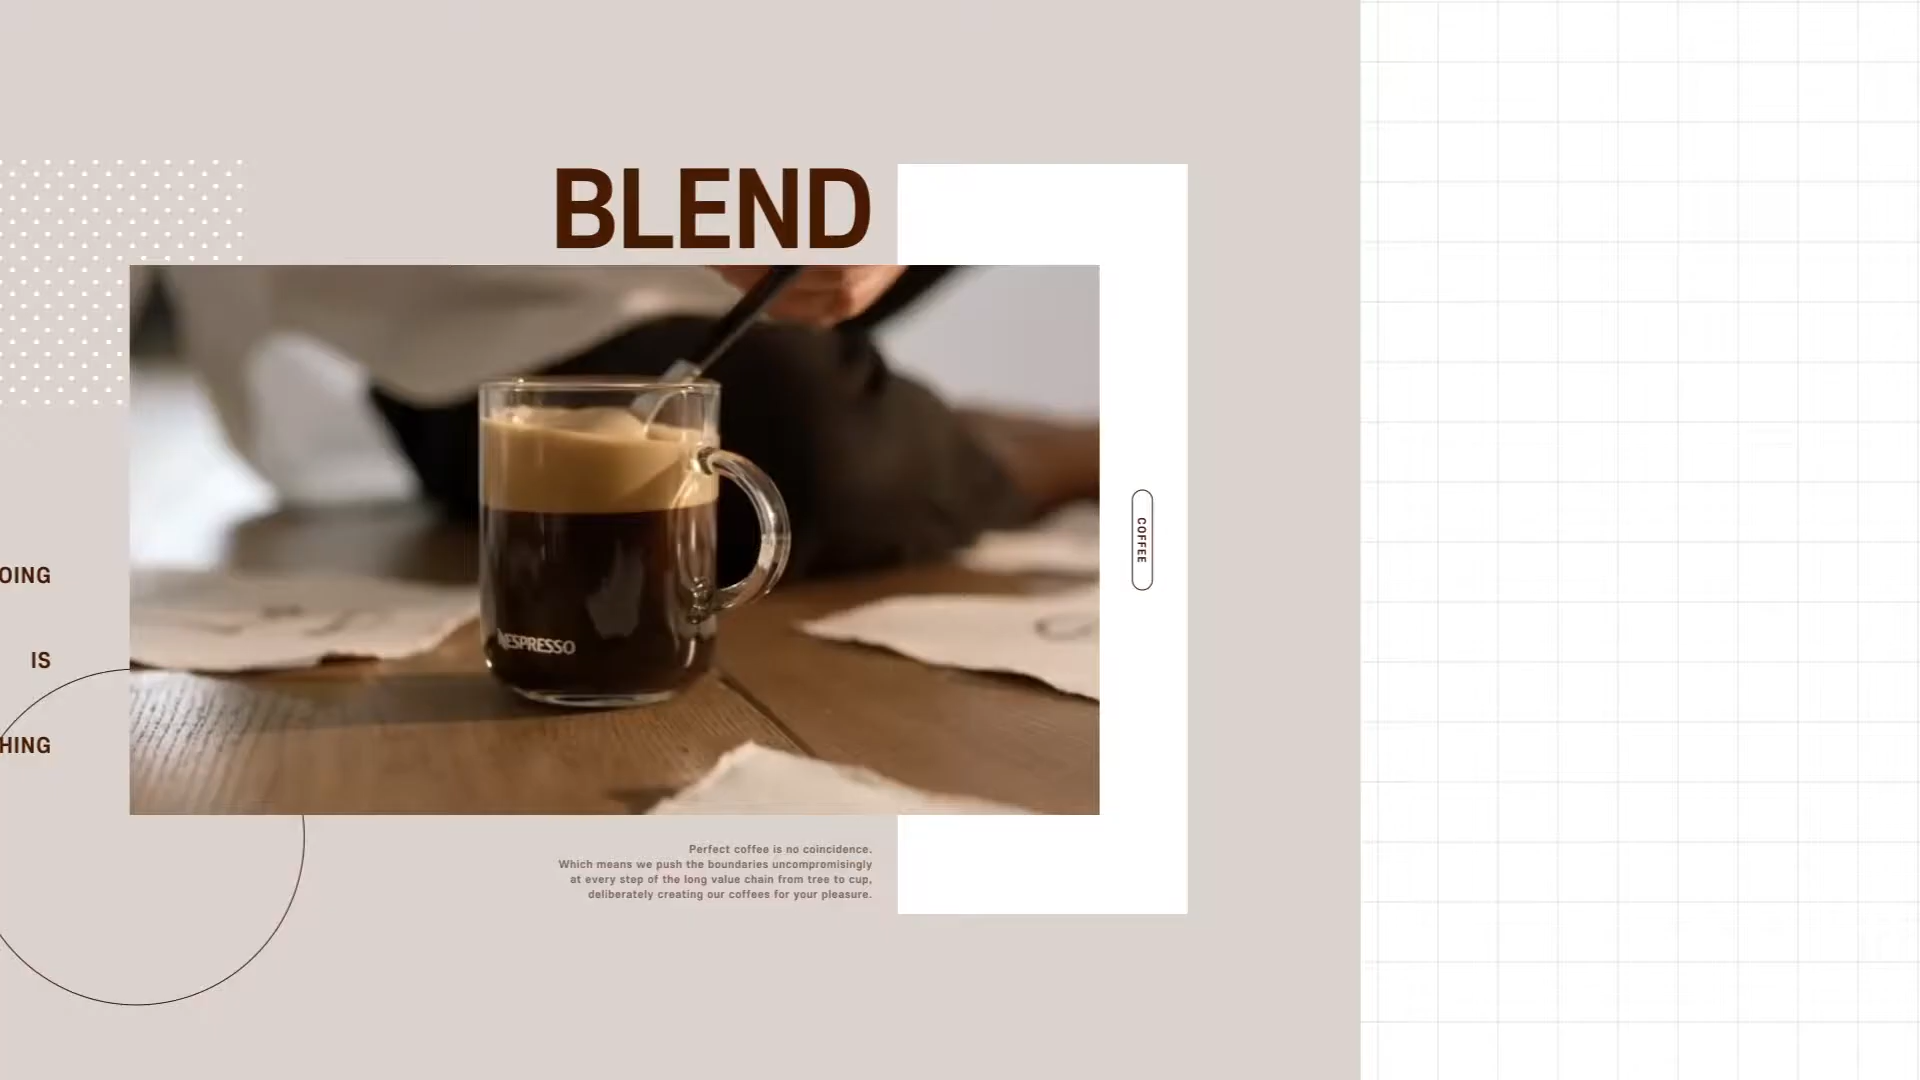 BLEND
OING
IS
HING
NESPRESSO
COFFEE
Perfect coffee is no coincidence.
Which means we push the boundaries uncompromisingly
at every step of the long value chain from tree to cup,
deliberately creating our coffees for your pleasure.